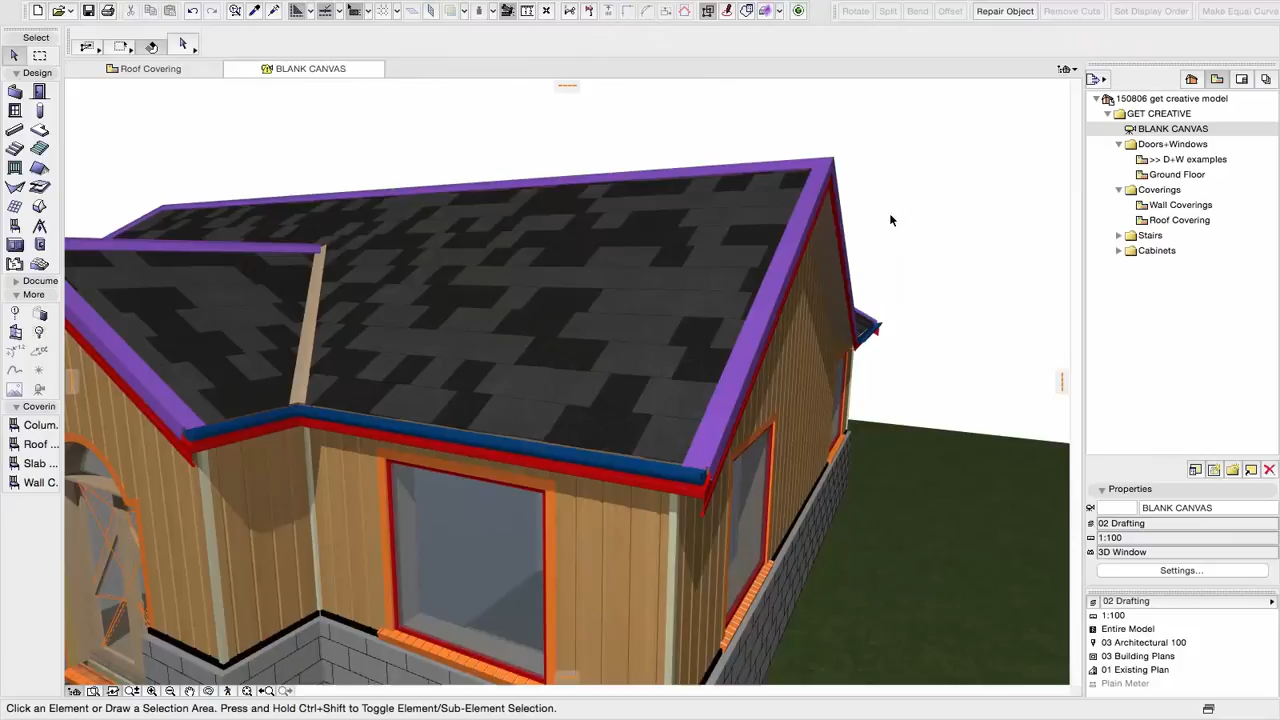 Rotate Split Bend Offset Repair Object Remove Cuts Set Display Order Make Equal Curve
Select
Design
Docume
More
Coverin
Colum.
Roof ...
Slab ...
Wall C.
Roof Covering
BLANK CANVAS
150806 get creative model
GET CREATIVE
BLANK CANVAS
Doors+Windows
>> D+W examples
Ground Floor
Coverings
Wall Coverings
Roof Covering
Stairs
Cabinets
Properties
BLANK CANVAS
02 Drafting
1:100
3D Window
Settings...
02 Drafting
1:100
Entire Model
03 Architectural 100
03 Building Plans
01 Existing Plan
Plain Meter
Click an Element or Draw a Selection Area. Press and Hold Ctrl+Shift to Toggle Element/Sub-Element Selection.